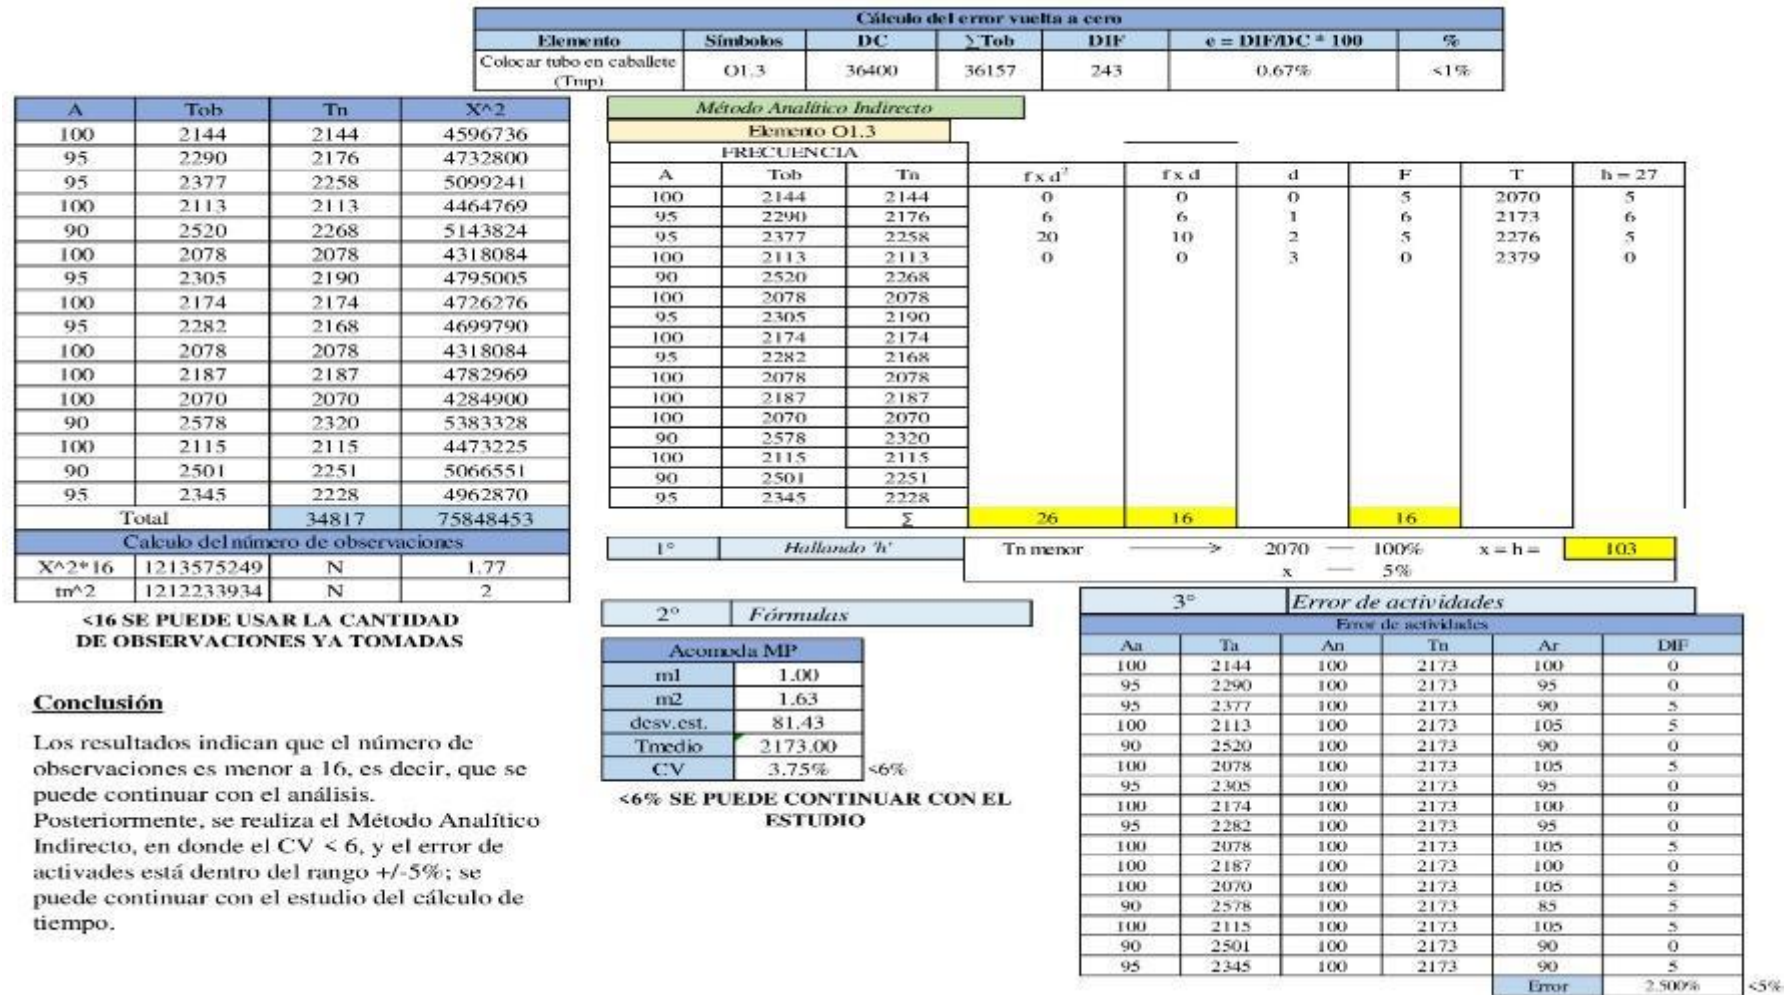 Cálculo del error vuelta a cero
Elemento Símbolos DC ∑Tob DIF e = DIF/DC * 100 %
Colocar tubo en caballete (Tmp) O1.3 36400 36157 243 0.67% <1%
A Tob Tn X^2
100 2144 2144 4596736
95 2290 2176 4732800
95 2377 2258 5099241
100 2113 2113 4464769
90 2520 2268 5143824
100 2078 2078 4318084
95 2305 2190 4795005
100 2174 2174 4726276
95 2282 2168 4699790
100 2078 2078 4318084
100 2187 2187 4782969
100 2070 2070 4284900
90 2578 2320 5383328
100 2115 2115 4473225
90 2501 2251 5066551
95 2345 2228 4962870
Total 34817 75848453
Calculo del número de observaciones
X^2*16 1213575249 N 1.77
tn^2 1212233934 N 2
<16 SE PUEDE USAR LA CANTIDAD
DE OBSERVACIONES YA TOMADAS
Conclusión
Los resultados indican que el número de
observaciones es menor a 16, es decir, que se
puede continuar con el análisis.
Posteriormente, se realiza el Método Analítico
Indirecto, en donde el CV < 6, y el error de
activades está dentro del rango +/-5%; se
puede continuar con el estudio del cálculo de
tiempo.
Método Analítico Indirecto
Elemento O1.3
FRECUENCIA
A Tob Tn f x d² f x d d F T h = 27
100 2144 2144 0 0 0 5 2070 5
95 2290 2176 6 6 1 6 2173 6
95 2377 2258 20 10 2 5 2276 5
100 2113 2113 0 0 3 0 2379 0
90 2520 2268
100 2078 2078
95 2305 2190
100 2174 2174
95 2282 2168
100 2078 2078
100 2187 2187
100 2070 2070
90 2578 2320
100 2115 2115
90 2501 2251
95 2345 2228
∑ 26 16 16
1° Hallando 'h' Tn menor → 2070 — 100% x = h = 103
x — 5%
2° Fórmulas
Acomoda MP
m1 1.00
m2 1.63
desv.est. 81.43
Tmedio 2173.00
CV 3.75% <6%
<6% SE PUEDE CONTINUAR CON EL
ESTUDIO
3° Error de actividades
Error de actividades
Aa Ta An Tn Ar DIF
100 2144 100 2173 100 0
95 2290 100 2173 95 0
95 2377 100 2173 90 5
100 2113 100 2173 105 5
90 2520 100 2173 90 0
100 2078 100 2173 105 5
95 2305 100 2173 95 0
100 2174 100 2173 100 0
95 2282 100 2173 95 0
100 2078 100 2173 105 5
100 2187 100 2173 100 0
100 2070 100 2173 105 5
90 2578 100 2173 85 5
100 2115 100 2173 105 5
90 2501 100 2173 90 0
95 2345 100 2173 90 5
Error 2.500% <5%